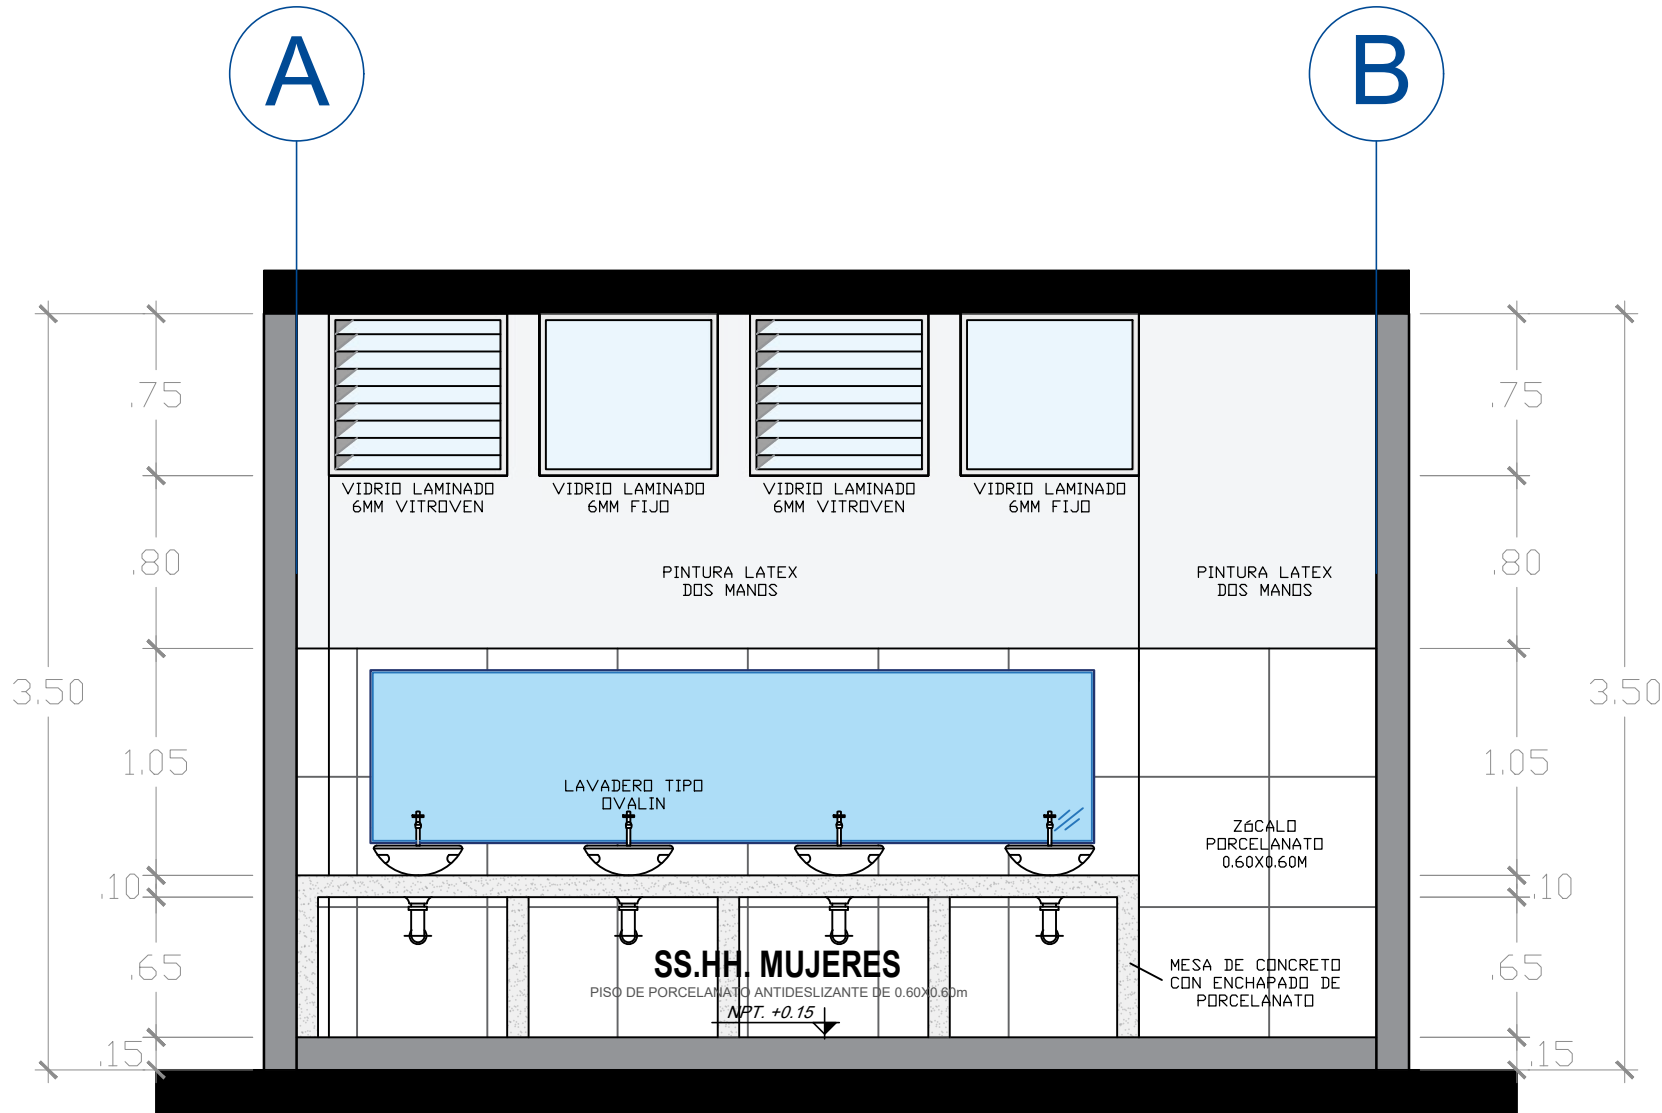 A
B
VIDRIO LAMINADO
6MM VITROVEN
VIDRIO LAMINADO
6MM FIJO
VIDRIO LAMINADO
6MM VITROVEN
VIDRIO LAMINADO
6MM FIJO
PINTURA LATEX
DOS MANOS
PINTURA LATEX
DOS MANOS
LAVADERO TIPO
OVALIN
ZóCALO
PORCELANATO
0.60X0.60M
SS.HH. MUJERES
PISO DE PORCELANATO ANTIDESLIZANTE DE 0.60X0.60m
NPT. +0.15
MESA DE CONCRETO
CON ENCHAPADO DE
PORCELANATO
3.50
.75
.80
1.05
.10
.65
.15
.75
.80
1.05
.10
.65
.15
3.50